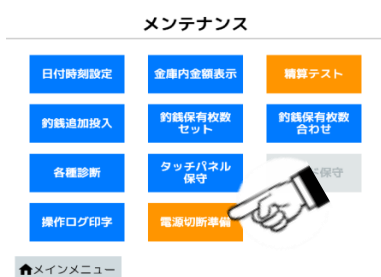 メンテナンス
日付時刻設定
金庫内金額表示
精算テスト
釣銭追加投入
釣銭保有枚数
セット
釣銭保有枚数
合わせ
各種診断
タッチパネル
保守
保守
操作ログ印字
電源切断準備
メインメニュー